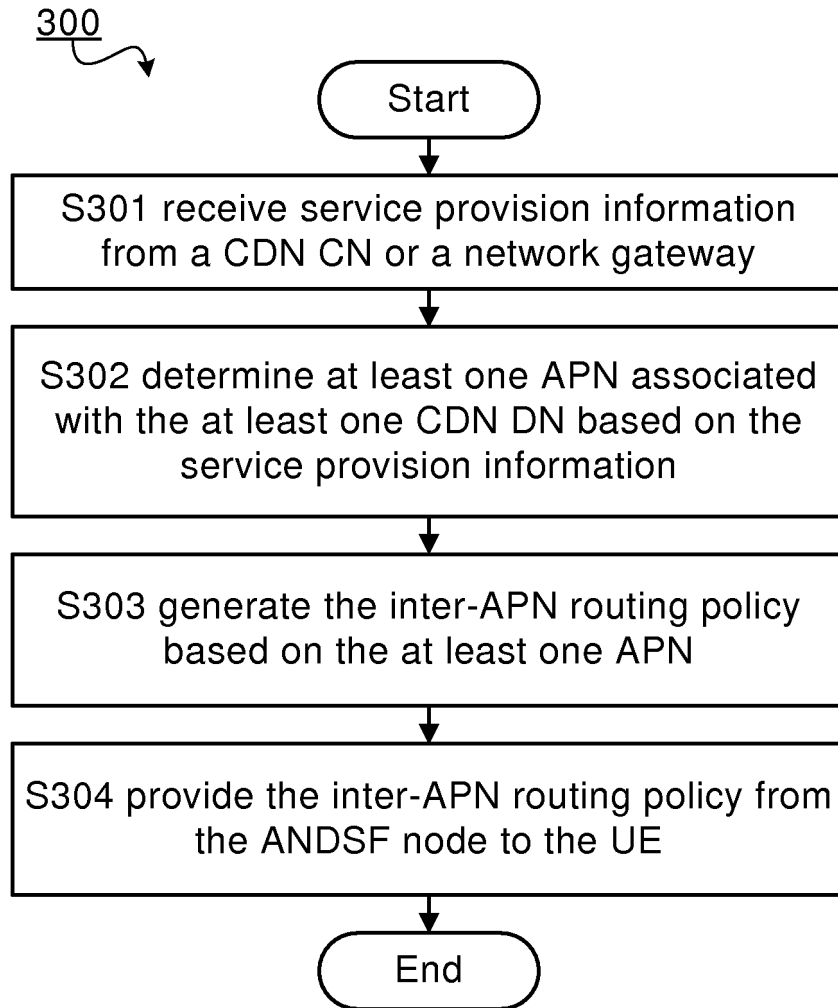 300
Start
S301 receive service provision information
from a CDN CN or a network gateway
S302 determine at least one APN associated
with the at least one CDN DN based on the
service provision information
S303 generate the inter-APN routing policy
based on the at least one APN
S304 provide the inter-APN routing policy from
the ANDSF node to the UE
End